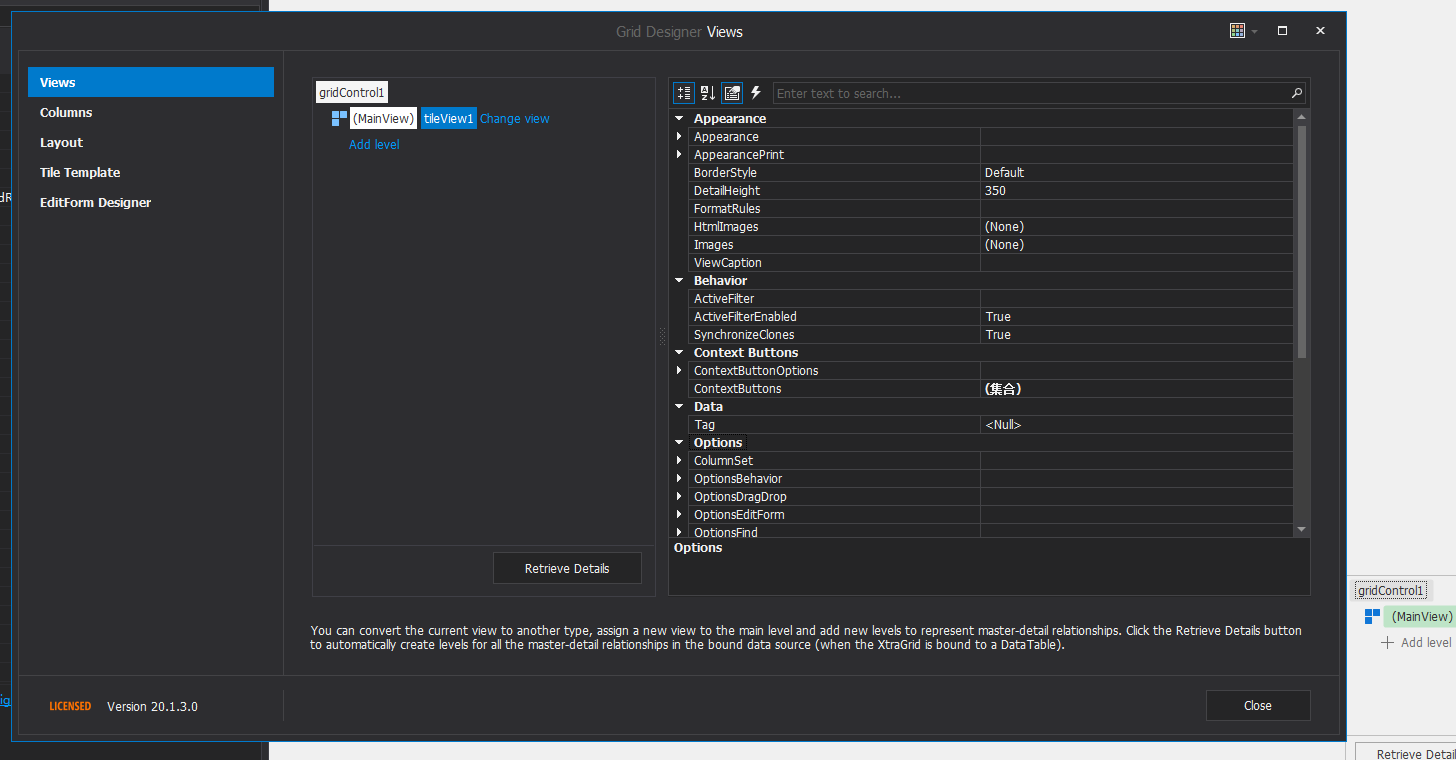 Grid Designer Views
Views
Columns
Layout
Tile Template
EditForm Designer
gridControl1
(MainView) tileView1 Change view
Add level
Retrieve Details
Enter text to search...
Appearance
Appearance
AppearancePrint
BorderStyle Default
DetailHeight 350
FormatRules
HtmlImages (None)
Images (None)
ViewCaption
Behavior
ActiveFilter
ActiveFilterEnabled True
SynchronizeClones True
Context Buttons
ContextButtonOptions
ContextButtons (集合)
Data
Tag <Null>
Options
ColumnSet
OptionsBehavior
OptionsDragDrop
OptionsEditForm
OptionsFind
Options
You can convert the current view to another type, assign a new view to the main level and add new levels to represent master-detail relationships. Click the Retrieve Details button
to automatically create levels for all the master-detail relationships in the bound data source (when the XtraGrid is bound to a DataTable).
LICENSED Version 20.1.3.0
Close
dR
ig
gridControl1
(MainView)
Add level
Retrieve Detail